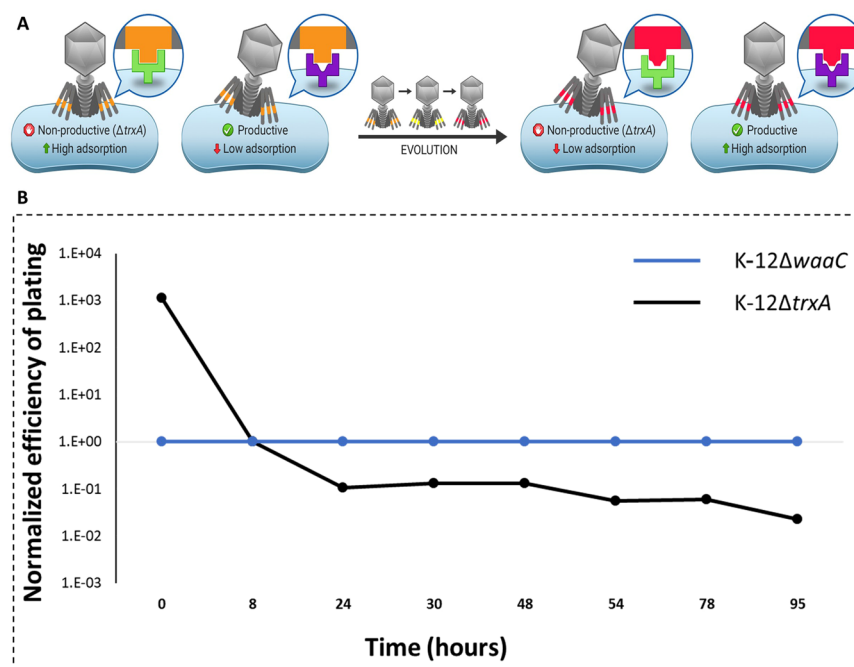 A
Non-productive (ΔtrxA)
High adsorption
Productive
Low adsorption
EVOLUTION
Non-productive (ΔtrxA)
Low adsorption
Productive
High adsorption
B
Normalized efficiency of plating
1.E+04
1.E+03
1.E+02
1.E+01
1.E+00
1.E-01
1.E-02
1.E-03
K-12ΔwaaC
K-12ΔtrxA
0 8 24 30 48 54 78 95
Time (hours)